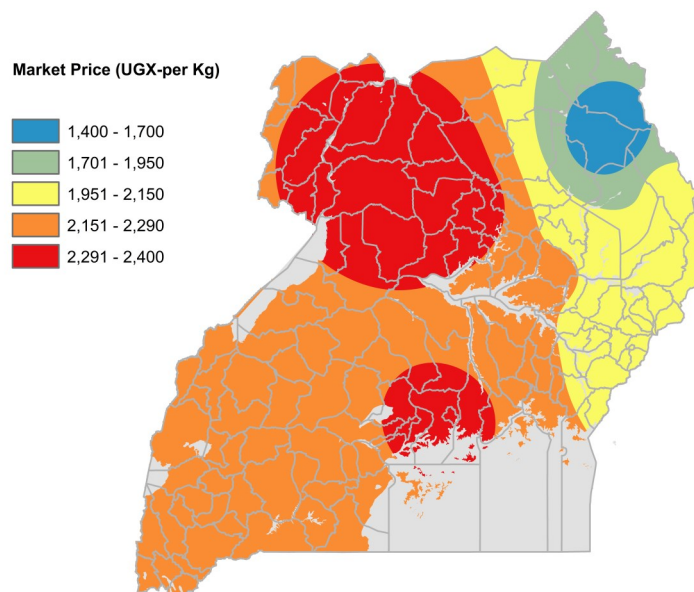 Market Price (UGX-per Kg)
1,400 - 1,700
1,701 - 1,950
1,951 - 2,150
2,151 - 2,290
2,291 - 2,400